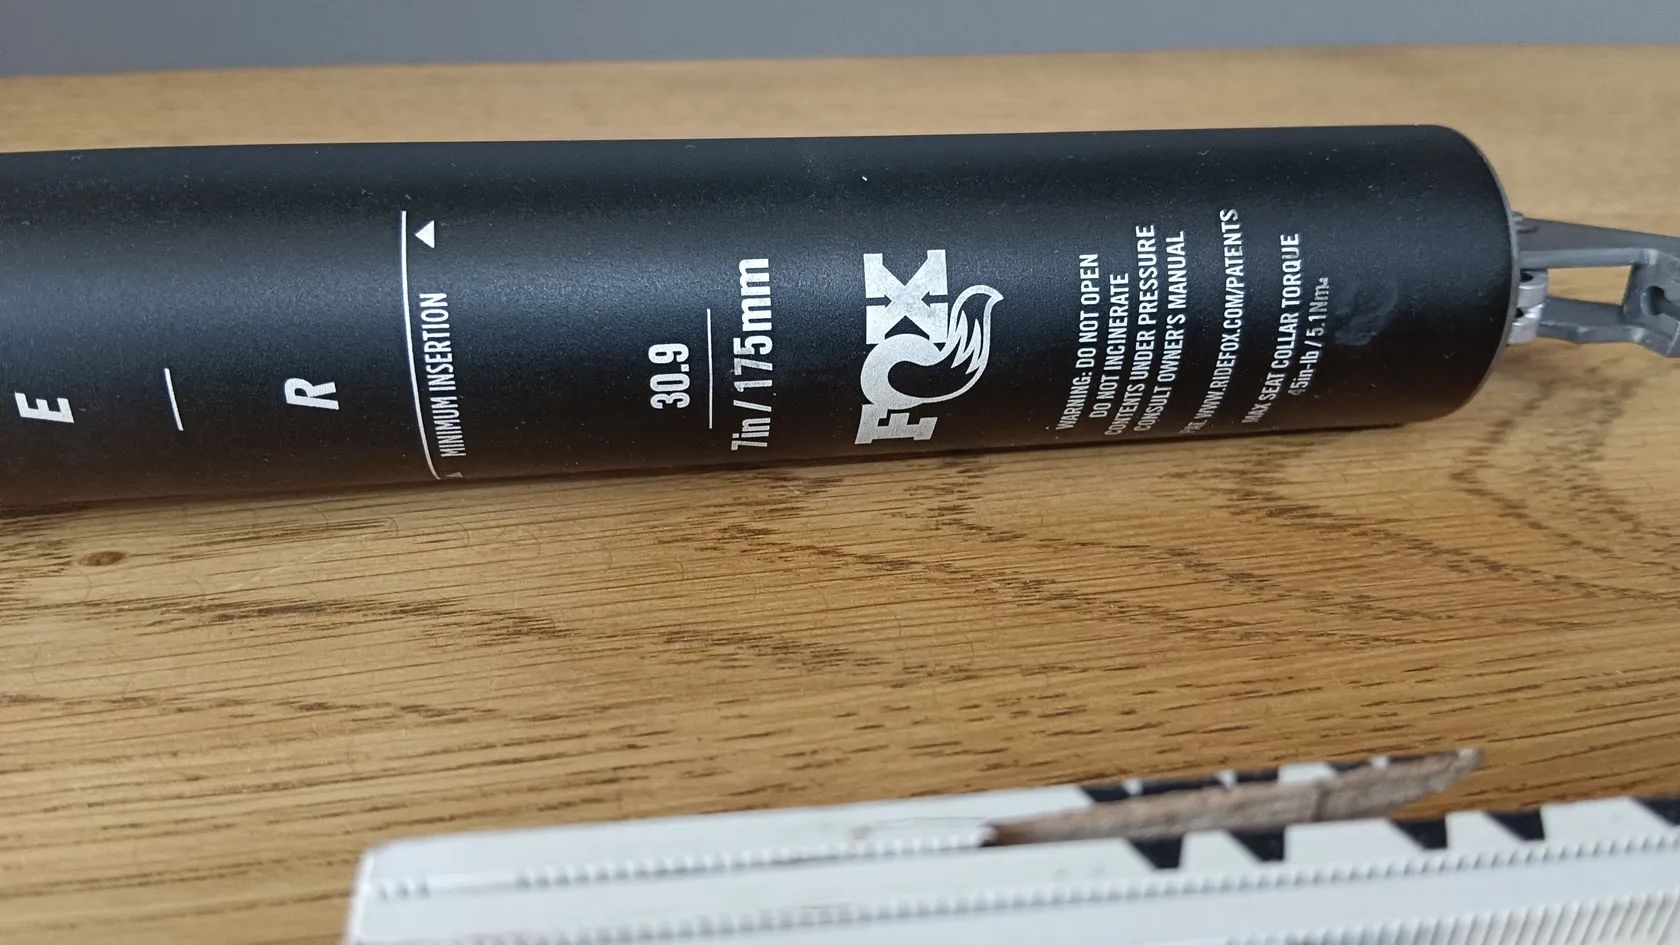 E – R
MINIMUM INSERTION
30.9
7in / 175mm
FOX
WARNING: DO NOT OPEN
DO NOT INCINERATE
CONTENTS UNDER PRESSURE
CONSULT OWNER'S MANUAL
WWW.RIDEFOX.COM/PATENTS
MAX SEAT COLLAR TORQUE
45in-lb / 5.1Nm